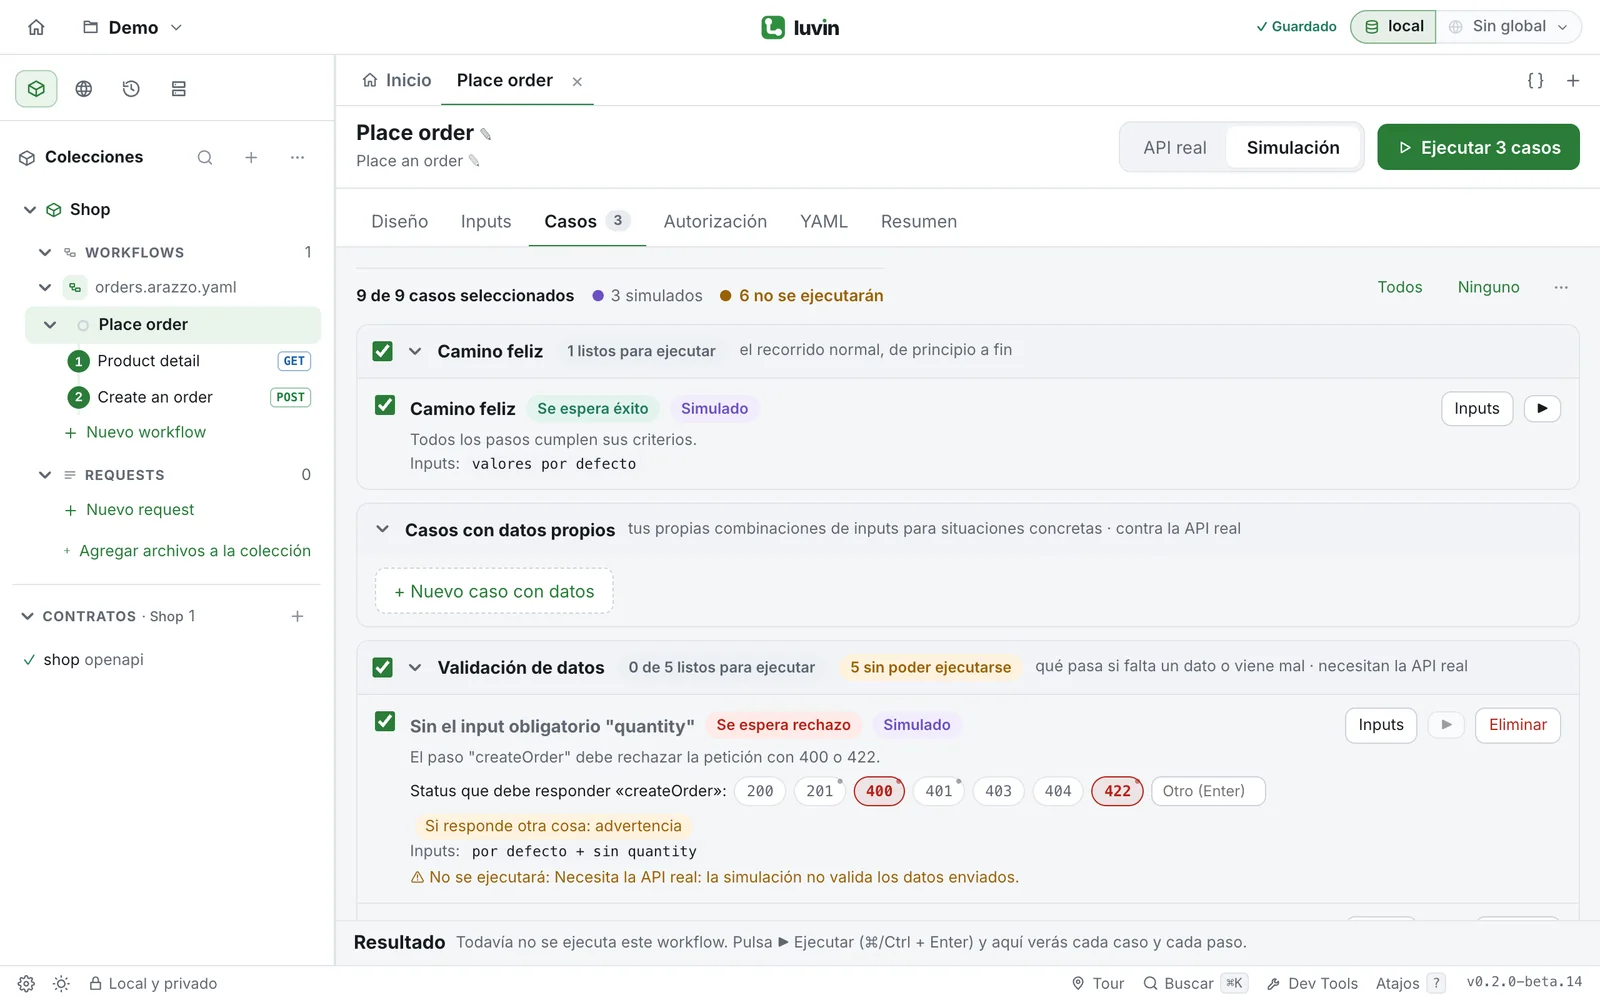 Demo
luvin
✓ Guardado
local
Sin global
Inicio
Place order ×
{ } +
Colecciones
Place order
Place an order
API real
Simulación
Ejecutar 3 casos
Shop
Diseño
Inputs
Casos 3
Autorización
YAML
Resumen
WORKFLOWS 1
orders.arazzo.yaml
Place order
1 Product detail GET
2 Create an order POST
+ Nuevo workflow
REQUESTS 0
+ Nuevo request
+ Agregar archivos a la colección
CONTRATOS · Shop 1 +
✓ shop openapi
9 de 9 casos seleccionados
3 simulados
6 no se ejecutarán
Todos
Ninguno
Camino feliz 1 listos para ejecutar el recorrido normal, de principio a fin
Camino feliz Se espera éxito Simulado
Inputs
Todos los pasos cumplen sus criterios.
Inputs: valores por defecto
Casos con datos propios tus propias combinaciones de inputs para situaciones concretas · contra la API real
+ Nuevo caso con datos
Validación de datos 0 de 5 listos para ejecutar 5 sin poder ejecutarse qué pasa si falta un dato o viene mal · necesitan la API real
Sin el input obligatorio "quantity" Se espera rechazo Simulado
Inputs
Eliminar
El paso "createOrder" debe rechazar la petición con 400 o 422.
Status que debe responder «createOrder»: 200 201 400 401 403 404 422 Otro (Enter)
Si responde otra cosa: advertencia
Inputs: por defecto + sin quantity
⚠ No se ejecutará: Necesita la API real: la simulación no valida los datos enviados.
Resultado Todavía no se ejecuta este workflow. Pulsa ▶ Ejecutar (⌘/Ctrl + Enter) y aquí verás cada caso y cada paso.
Local y privado
Tour
Buscar ⌘K
Dev Tools
Atajos ?
v0.2.0-beta.14